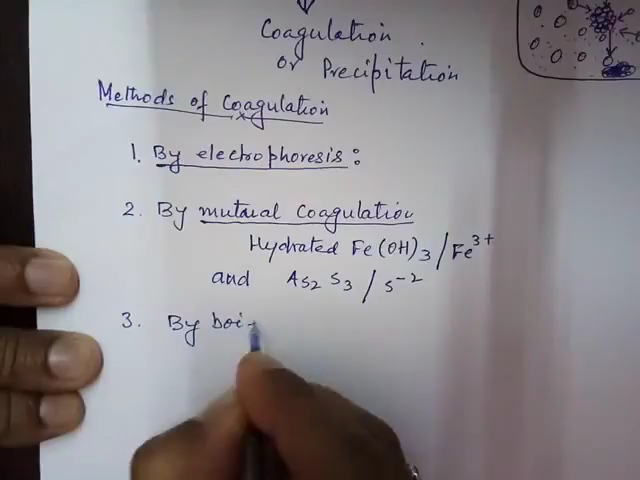 Coagulation
or Precipitation
Methods of Coagulation
1. By electrophoresis:
2. By mutual Coagulation
Hydrated Fe(OH)3/Fe3+
and As2S3/S-2
3. By boi